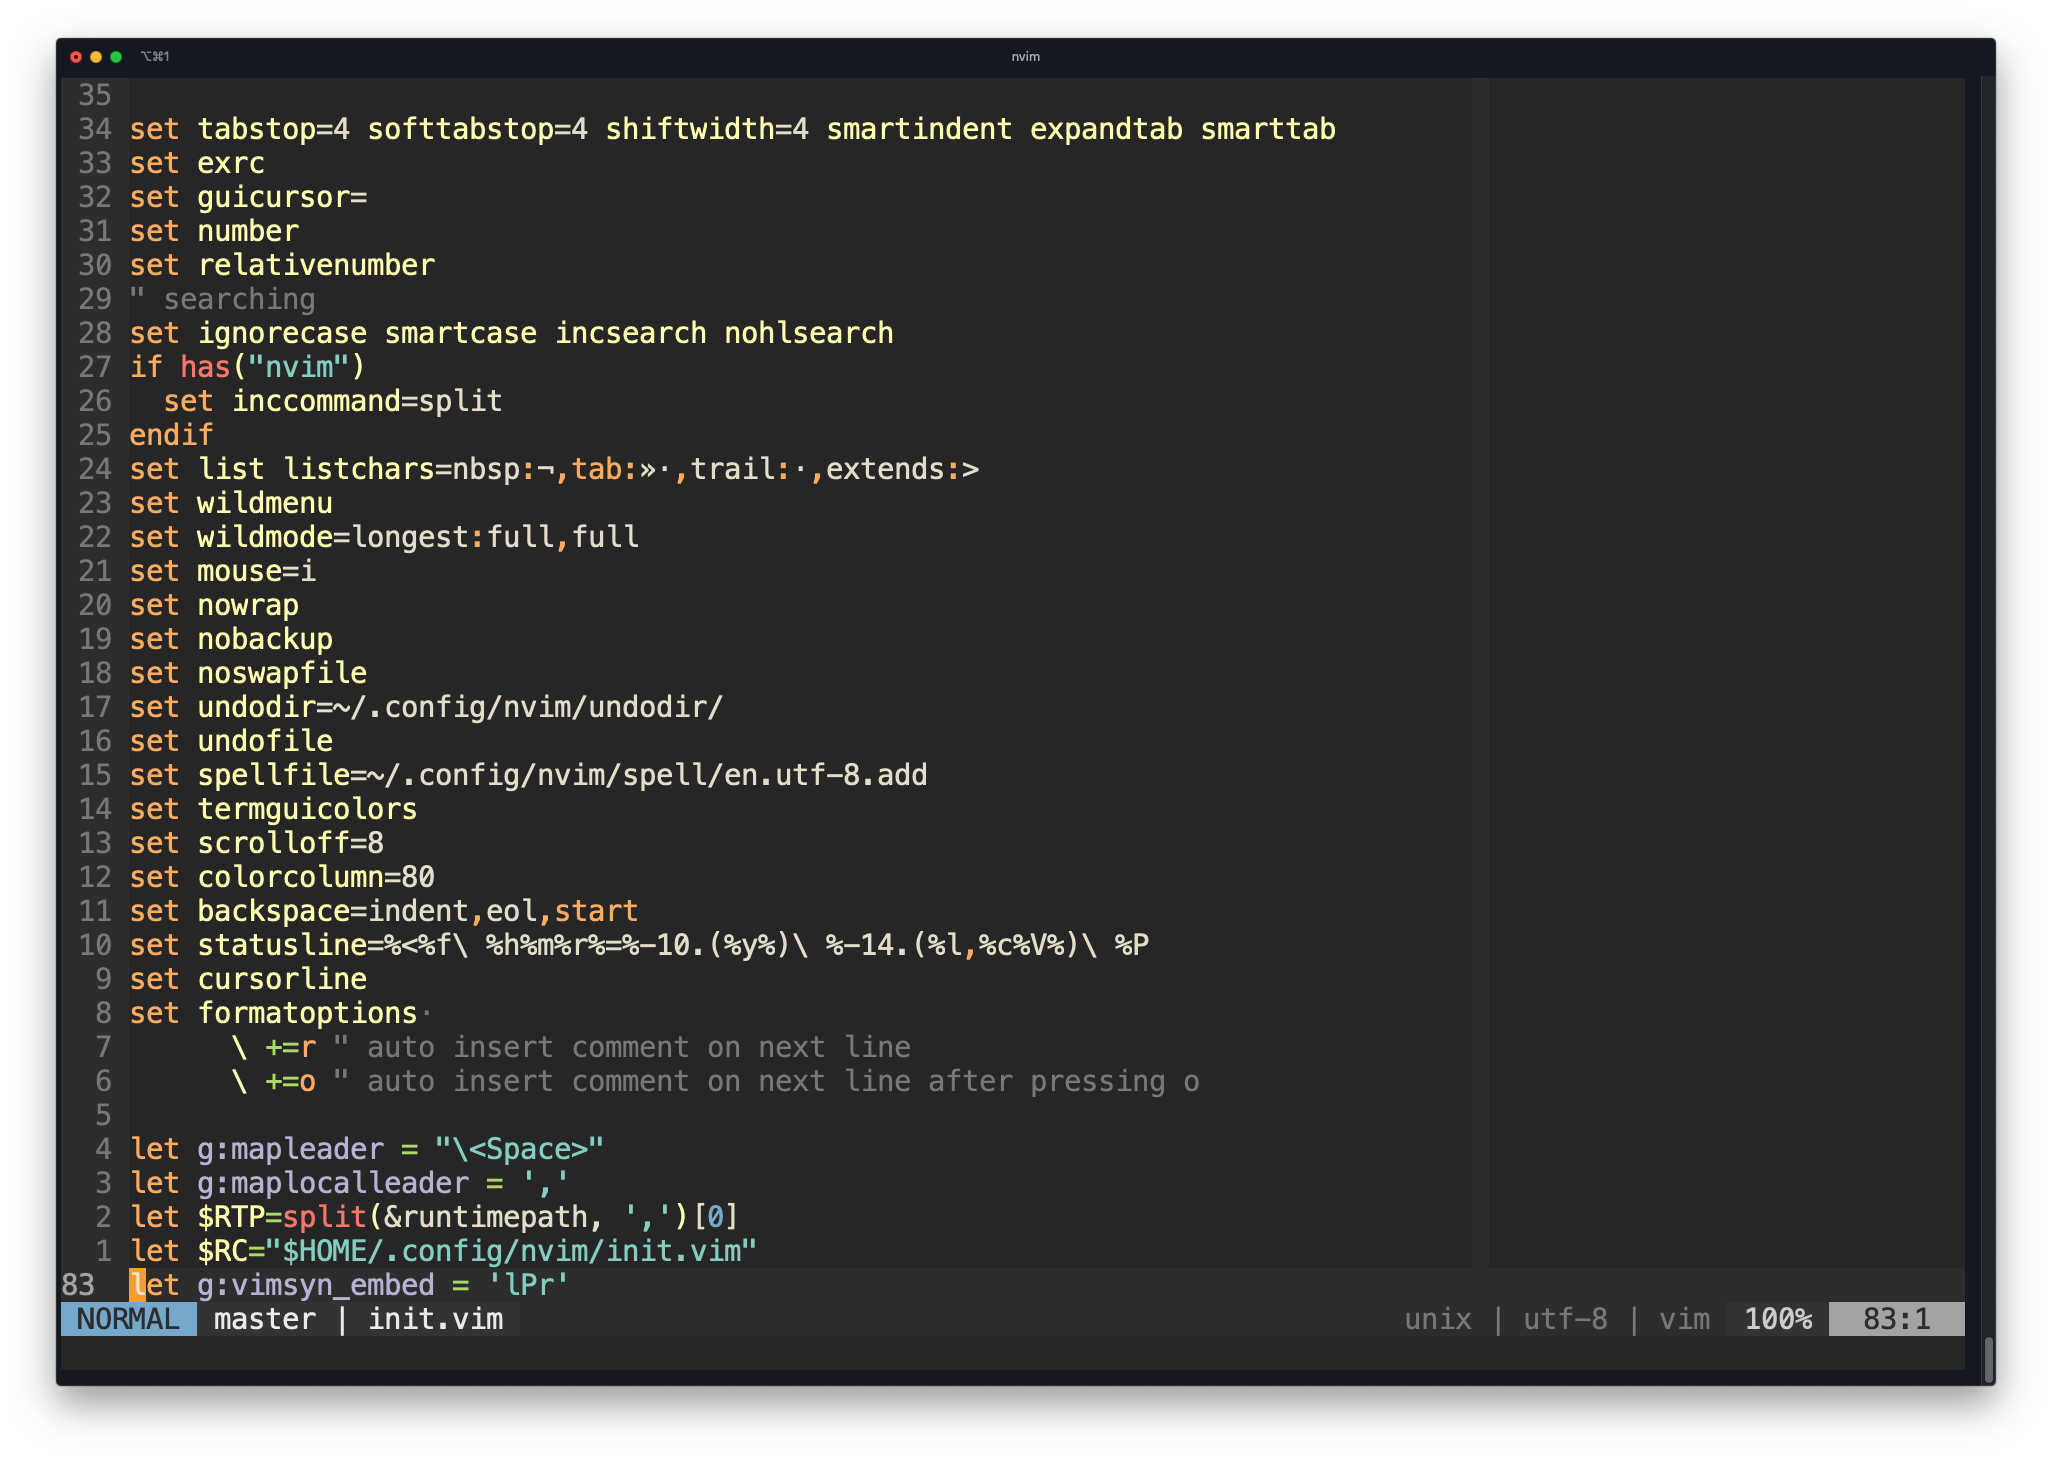 ⌥⌘1 nvim
35
34 set tabstop=4 softtabstop=4 shiftwidth=4 smartindent expandtab smarttab
33 set exrc
32 set guicursor=
31 set number
30 set relativenumber
29 " searching
28 set ignorecase smartcase incsearch nohlsearch
27 if has("nvim")
26   set inccommand=split
25 endif
24 set list listchars=nbsp:¬,tab:»·,trail:·,extends:>
23 set wildmenu
22 set wildmode=longest:full,full
21 set mouse=i
20 set nowrap
19 set nobackup
18 set noswapfile
17 set undodir=~/.config/nvim/undodir/
16 set undofile
15 set spellfile=~/.config/nvim/spell/en.utf-8.add
14 set termguicolors
13 set scrolloff=8
12 set colorcolumn=80
11 set backspace=indent,eol,start
10 set statusline=%<%f\ %h%m%r%=%-10.(%y%)\ %-14.(%l,%c%V%)\ %P
9 set cursorline
8 set formatoptions·
7       \ +=r " auto insert comment on next line
6       \ +=o " auto insert comment on next line after pressing o
5
4 let g:mapleader = "\<Space>"
3 let g:maplocalleader = ','
2 let $RTP=split(&runtimepath, ',')[0]
1 let $RC="$HOME/.config/nvim/init.vim"
83 let g:vimsyn_embed = 'lPr'
NORMAL master | init.vim unix | utf-8 | vim 100% 83:1